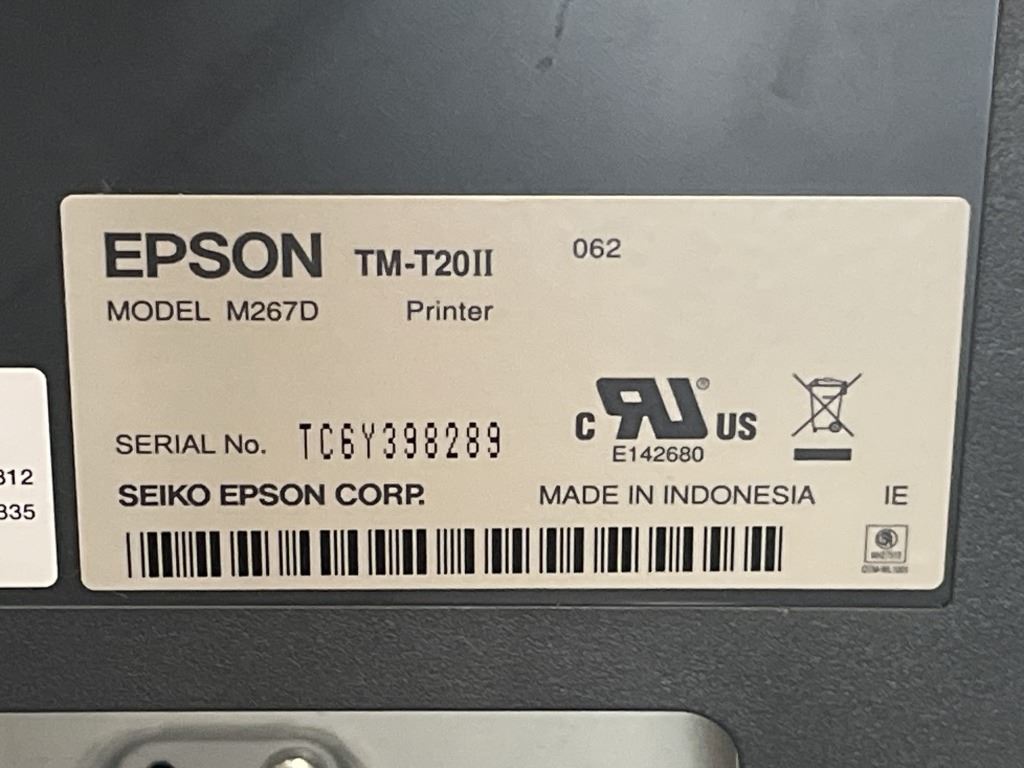 EPSON TM-T20II 062
MODEL M267D Printer
c RU ® US
E142680
SERIAL No. TC6Y398289
SEIKO EPSON CORP. MADE IN INDONESIA IE
312
335